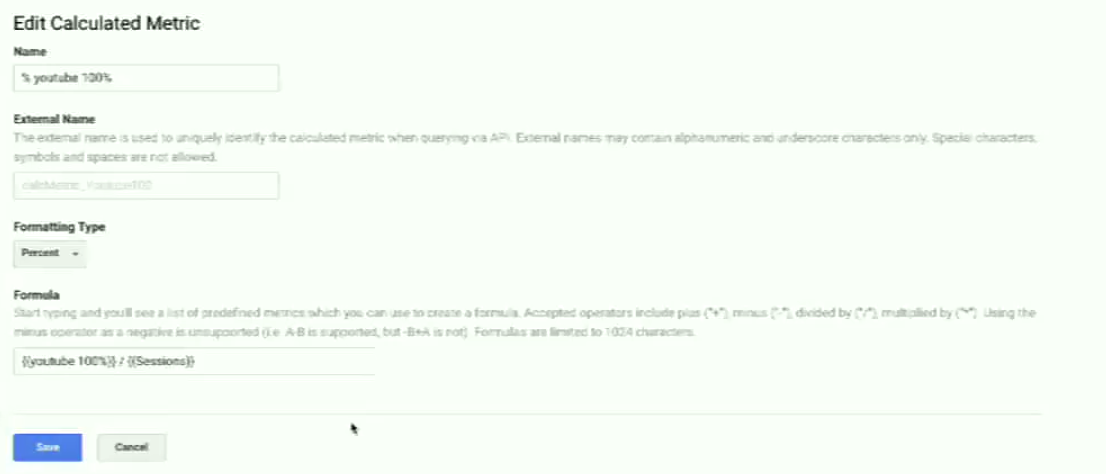 Edit Calculated Metric
Name
% youtube 100%
External Name
The external name is used to uniquely identify the calculated metric when querying via API. External names may contain alphanumeric and underscore characters only. Special characters,
symbols and spaces are not allowed.
calcMetric_Youtube100
Formatting Type
Percent
Formula
Start typing and you'll see a list of predefined metrics which you can use to create a formula. Accepted operators include plus ("+"), minus ("-"), divided by ("/"), multiplied by ("*"). Using the
minus operator as a negative is unsupported (i.e. A-B is supported, but -B+A is not). Formulas are limited to 1024 characters.
{{youtube 100%}} / {{Sessions}}
Save Cancel